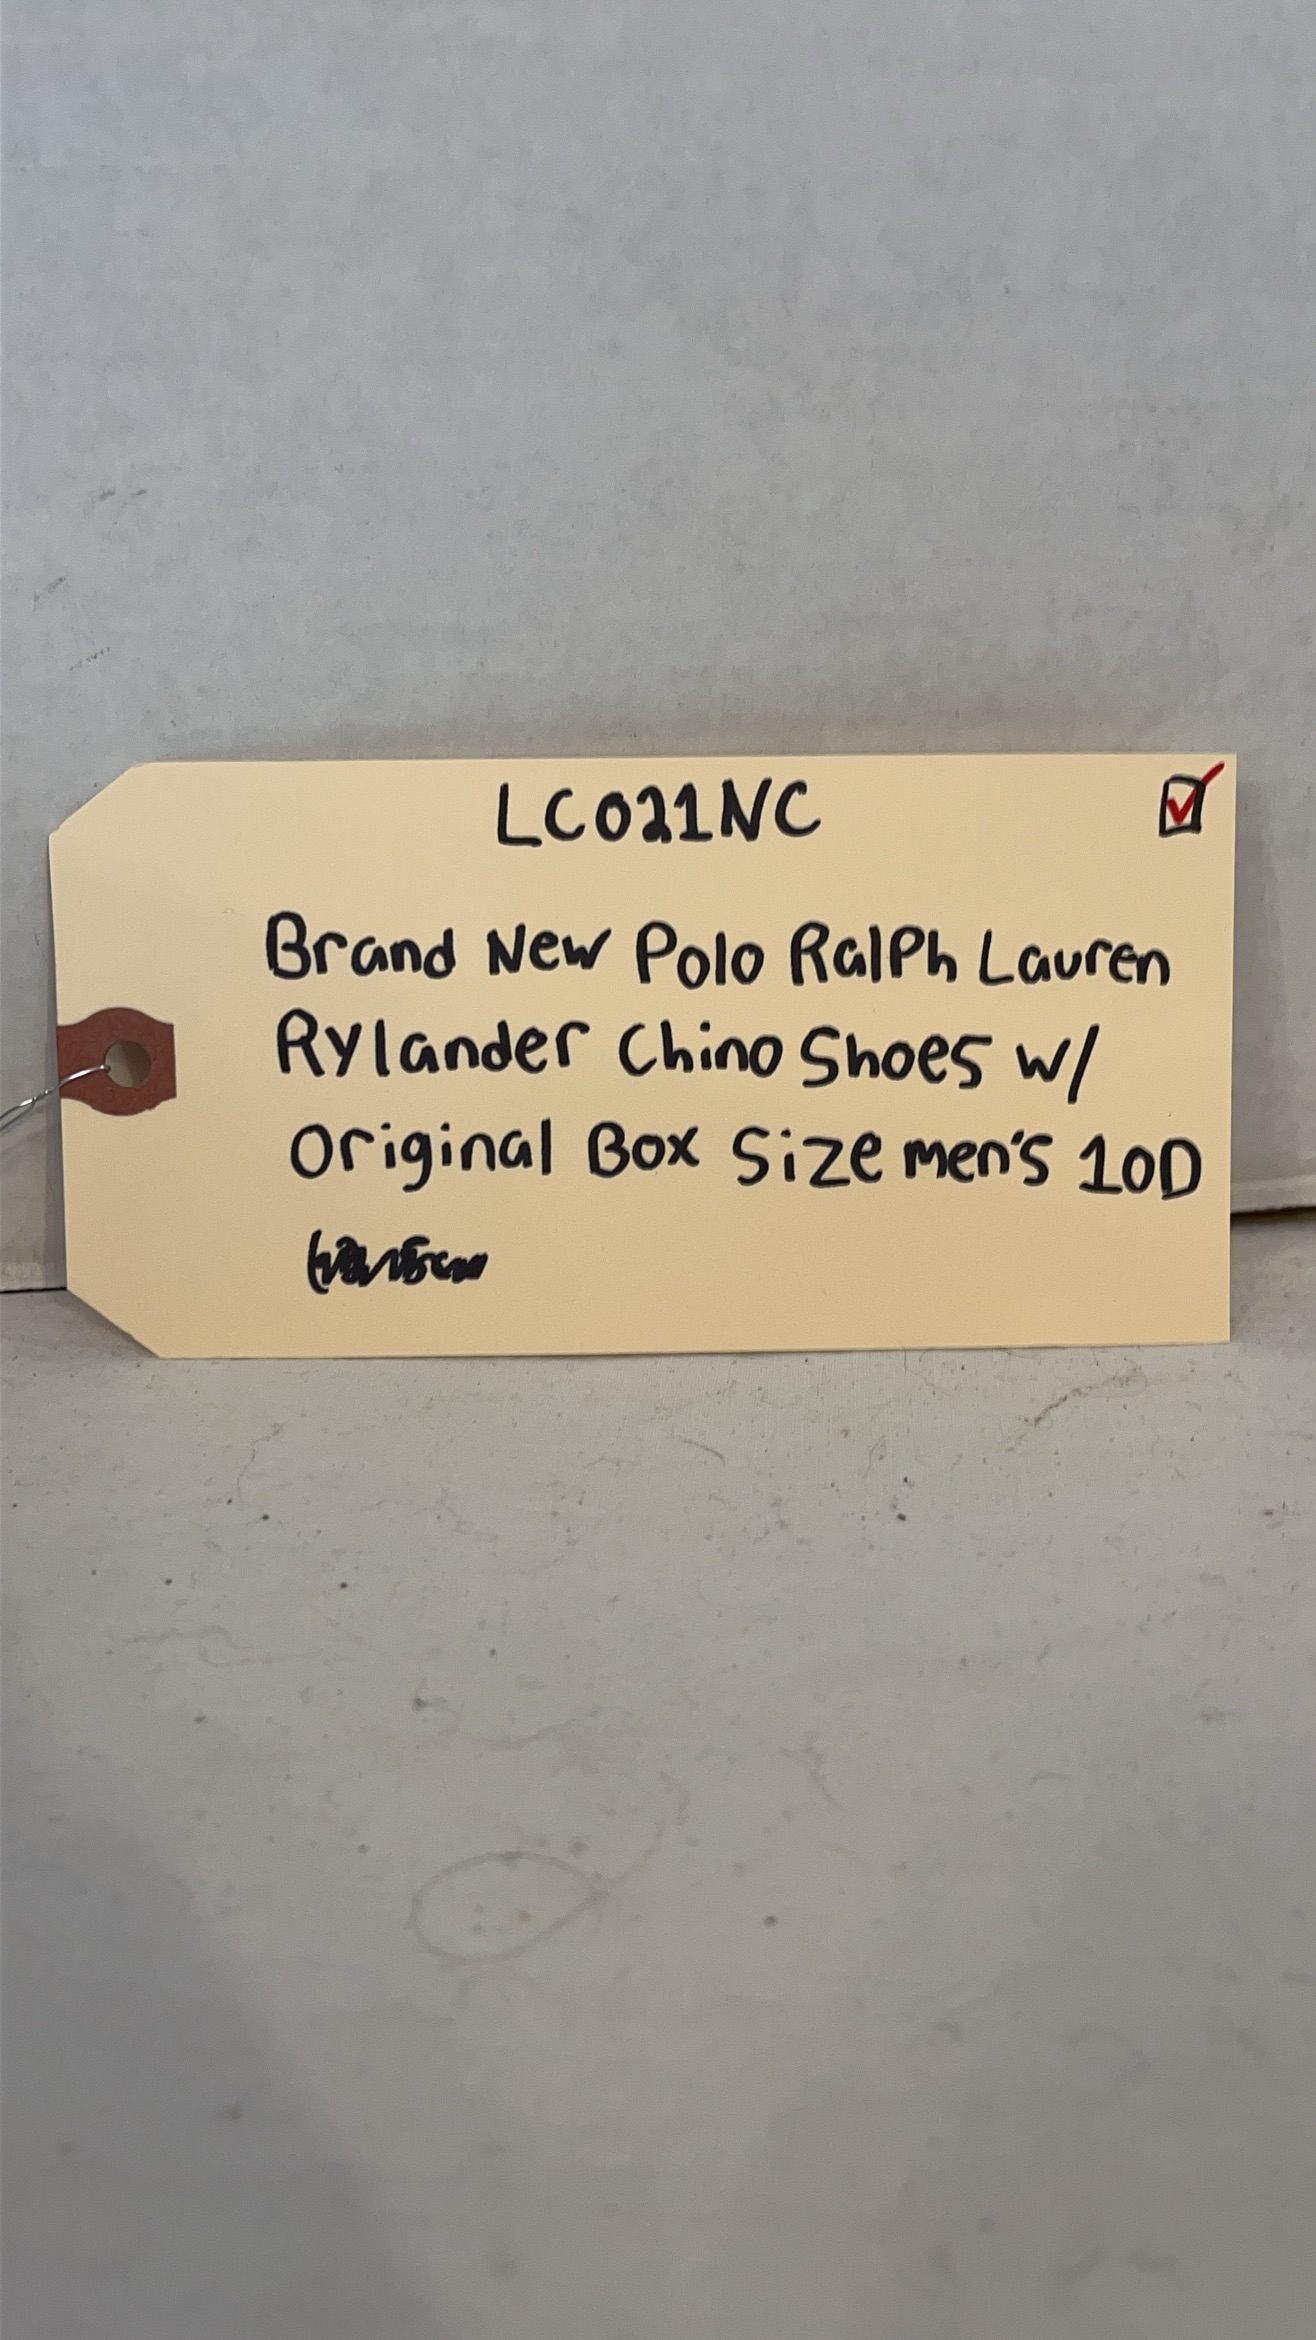 LC021NC
Brand New Polo RalPh Lauren
Rylander Chino Shoes w/
Original Box Size men's 10D